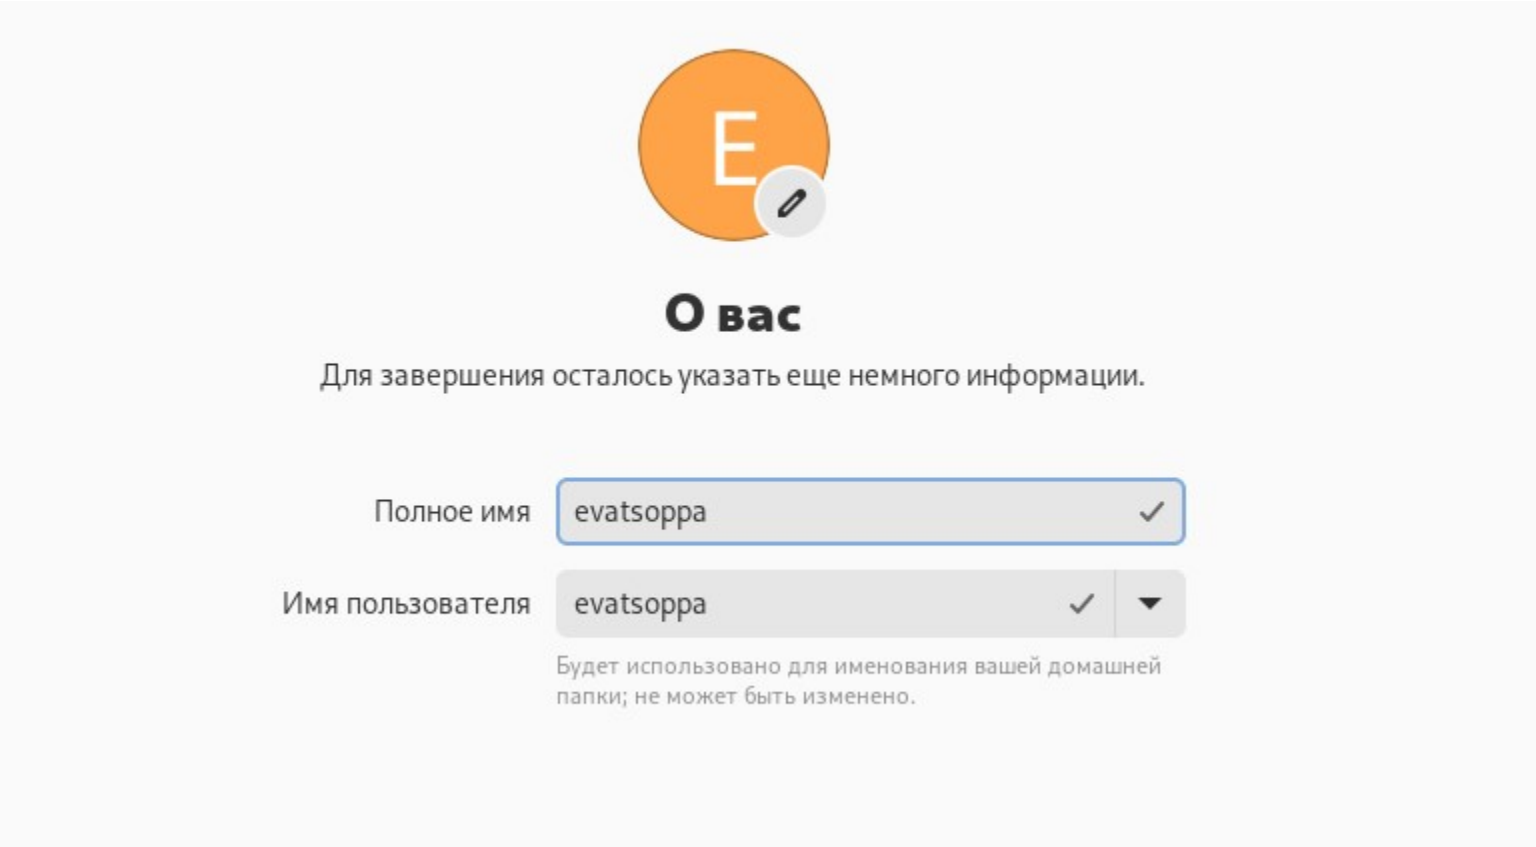 E
О вас
Для завершения осталось указать еще немного информации.
Полное имя evatsoppa
Имя пользователя evatsoppa
Будет использовано для именования вашей домашней
папки; не может быть изменено.